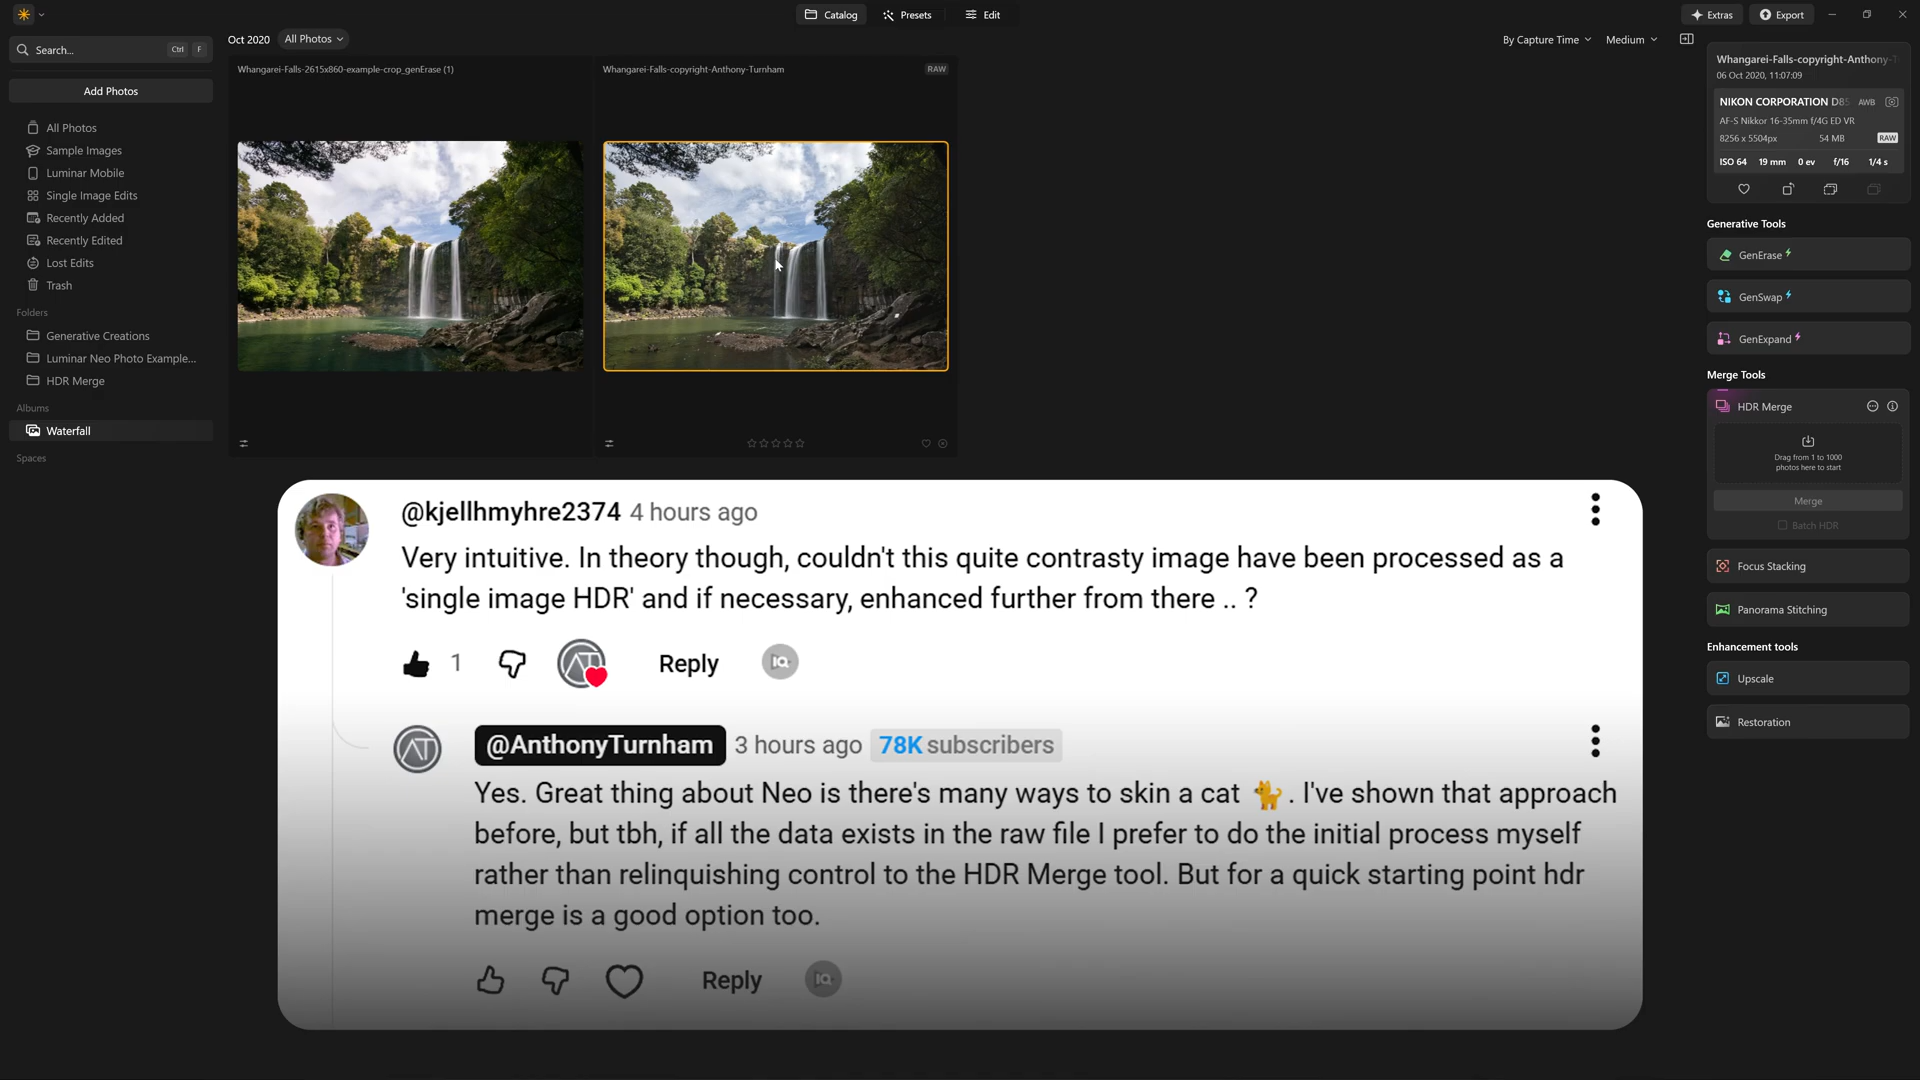 Catalog
Presets
Edit
Extras
Export
Search...
Ctrl
F
Oct 2020
All Photos
By Capture Time
Medium
Add Photos
All Photos
Sample Images
Luminar Mobile
Single Image Edits
Recently Added
Recently Edited
Lost Edits
Trash
Folders
Generative Creations
Luminar Neo Photo Example...
HDR Merge
Albums
Waterfall
Spaces
Whangarei-Falls-2615x860-example-crop_genErase (1)
Whangarei-Falls-copyright-Anthony-Turnham
RAW
Whangarei-Falls-copyright-Anthony-
06 Oct 2020, 11:07:09
NIKON CORPORATION D85
AWB
AF-S Nikkor 16-35mm f/4G ED VR
8256 x 5504px
54 MB
RAW
ISO 64
19 mm
0 ev
f/16
1/4 s
Generative Tools
GenErase
GenSwap
GenExpand
Merge Tools
HDR Merge
Drag from 1 to 1000
photos here to start
Merge
Batch HDR
Focus Stacking
Panorama Stitching
Enhancement tools
Upscale
Restoration
@kjellhmyhre2374 4 hours ago
Very intuitive. In theory though, couldn't this quite contrasty image have been processed as a
'single image HDR' and if necessary, enhanced further from there .. ?
1
Reply
@AnthonyTurnham 3 hours ago 78K subscribers
Yes. Great thing about Neo is there's many ways to skin a cat 🐈. I've shown that approach
before, but tbh, if all the data exists in the raw file I prefer to do the initial process myself
rather than relinquishing control to the HDR Merge tool. But for a quick starting point hdr
merge is a good option too.
Reply